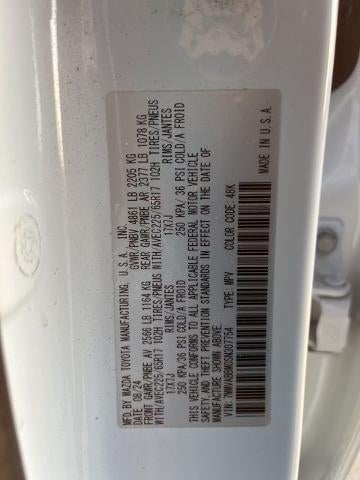 MFD. BY MAZDA TOYOTA MANUFACTURING, U.S.A. INC.
DATE 08/24 GVWR/PNBV 4861 LB 2205 KG
FRONT GAWR/PNBE AV 2566 LB 1164 KG REAR GAWR/PNBE AR 2377 LB 1078 KG
WITH/AVEC225/65R17 102H TIRES/PNEUS WITH/AVEC225/65R17 102H TIRES/PNEUS
17X7J RIMS/JANTES 17X7J RIMS/JANTES
250 KPA/ 36 PSI COLD/A FROID 250 KPA/ 36 PSI COLD/A FROID
THIS VEHICLE CONFORMS TO ALL APPLICABLE FEDERAL MOTOR VEHICLE
SAFETY, AND BUMPER STANDARDS IN EFFECT ON THE DATE OF
MANUFACTURE SHOWN ABOVE.
VIN: TYPE: MPV COLOR CODE: 48K
MADE IN U.S.A.